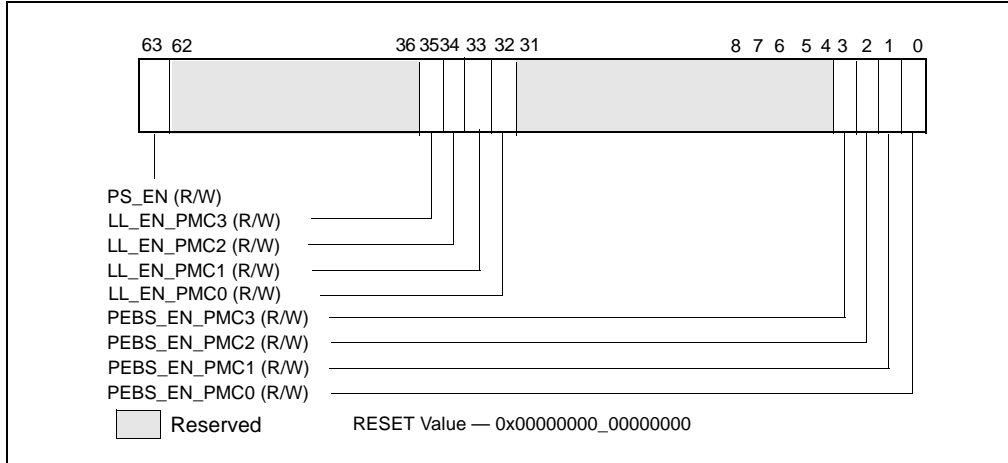 63 62 36 35 34 33 32 31 8 7 6 5 4 3 2 1 0
PS_EN (R/W)
LL_EN_PMC3 (R/W)
LL_EN_PMC2 (R/W)
LL_EN_PMC1 (R/W)
LL_EN_PMC0 (R/W)
PEBS_EN_PMC3 (R/W)
PEBS_EN_PMC2 (R/W)
PEBS_EN_PMC1 (R/W)
PEBS_EN_PMC0 (R/W)
Reserved RESET Value — 0x00000000_00000000